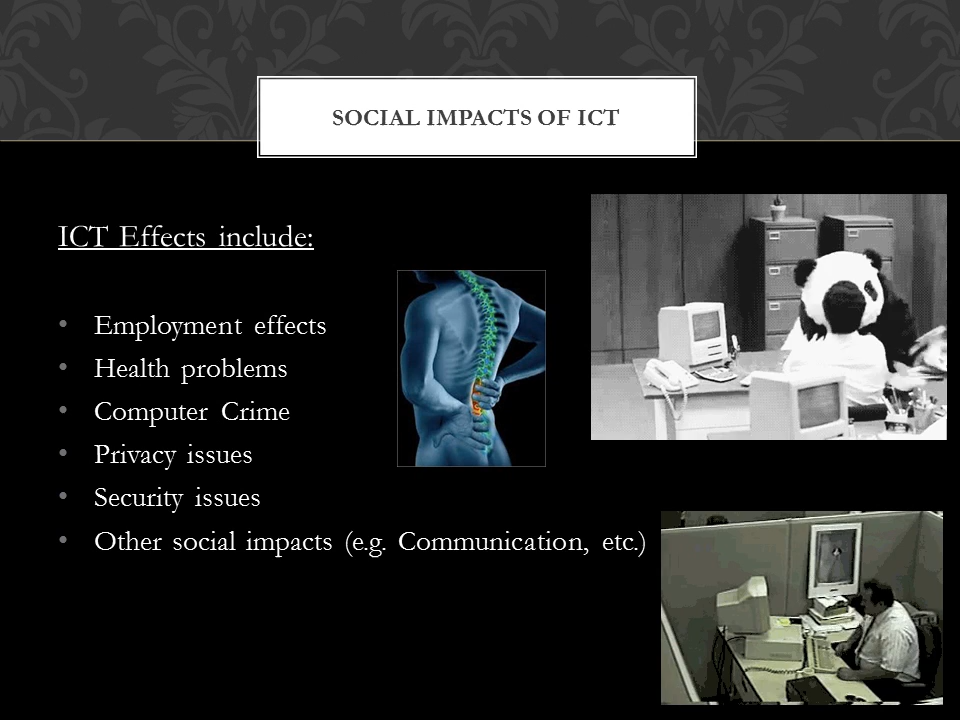 SOCIAL IMPACTS OF ICT
ICT Effects include:
• Employment effects
• Health problems
• Computer Crime
• Privacy issues
• Security issues
• Other social impacts (e.g. Communication, etc.)